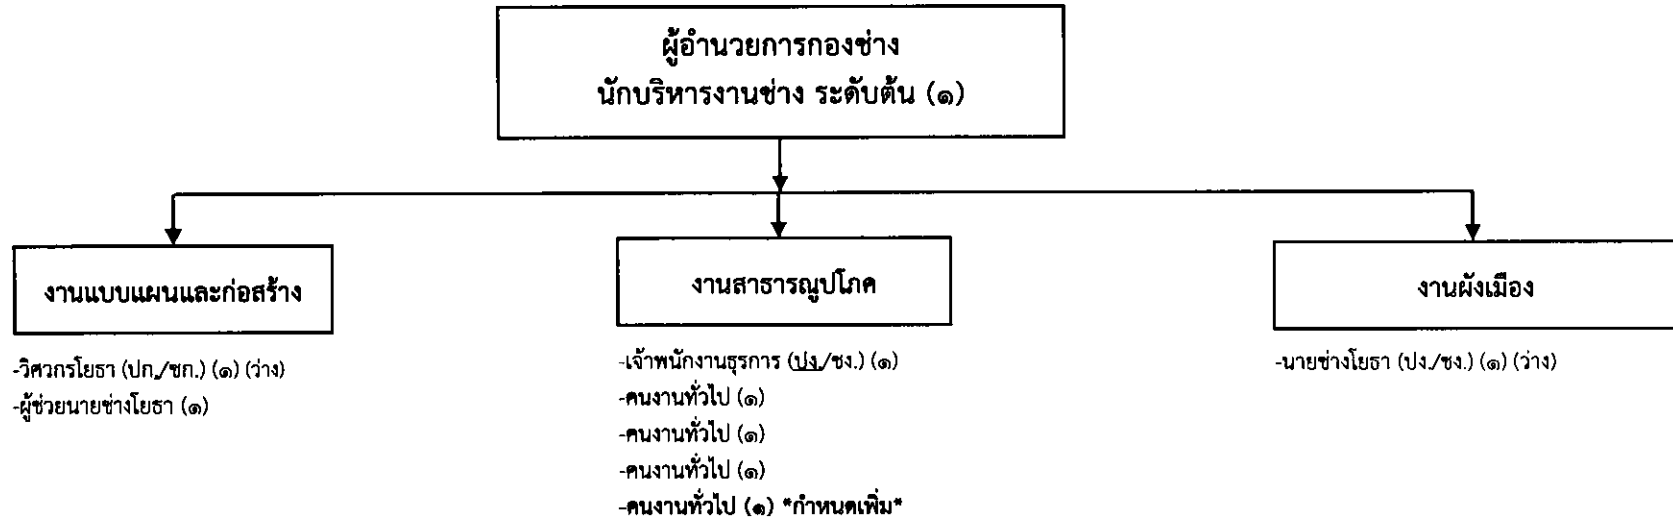 ผู้อำนวยการกองช่าง
นักบริหารงานช่าง ระดับต้น (๑)
งานแบบแผนและก่อสร้าง
-วิศวกรโยธา (ปก./ชก.) (๑) (ว่าง)
-ผู้ช่วยนายช่างโยธา (๑)
งานสาธารณูปโภค
-เจ้าพนักงานธุรการ (ปง./ชง.) (๑)
-คนงานทั่วไป (๑)
-คนงานทั่วไป (๑)
-คนงานทั่วไป (๑)
-คนงานทั่วไป (๑) *กำหนดเพิ่ม*
งานผังเมือง
-นายช่างโยธา (ปง./ชง.) (๑) (ว่าง)